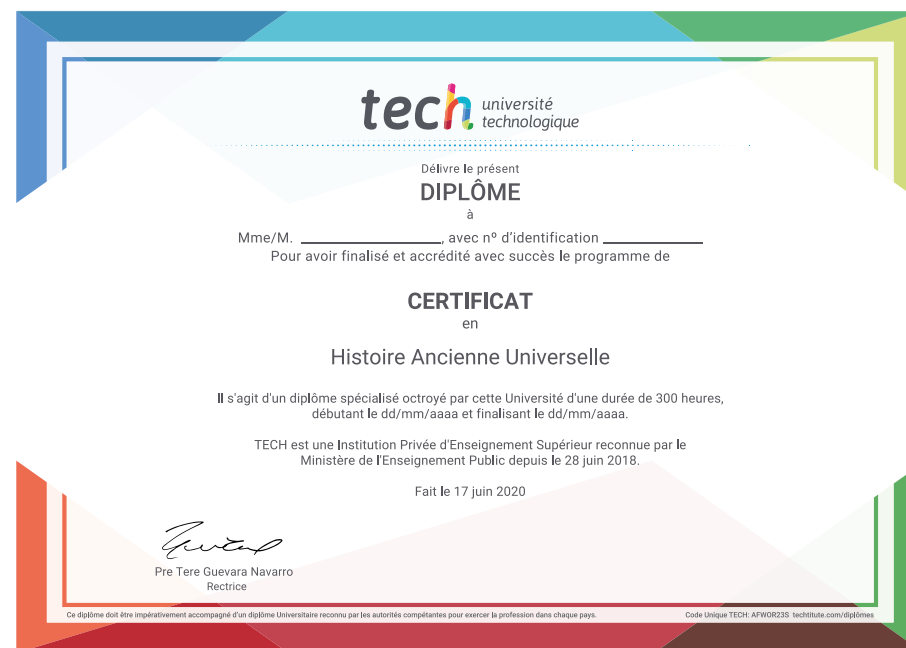 tech université
technologique
Délivre le présent
DIPLÔME
à
Mme/M. ____________________, avec nº d'identification ______________
Pour avoir finalisé et accrédité avec succès le programme de
CERTIFICAT
en
Histoire Ancienne Universelle
Il s'agit d'un diplôme spécialisé octroyé par cette Université d'une durée de 300 heures,
débutant le dd/mm/aaaa et finalisant le dd/mm/aaaa.
TECH est une Institution Privée d'Enseignement Supérieur reconnue par le
Ministère de l'Enseignement Public depuis le 28 juin 2018.
Fait le 17 juin 2020
Pre Tere Guevara Navarro
Rectrice
Ce diplôme doit être impérativement accompagné d'un diplôme Universitaire reconnu par les autorités compétantes pour exercer la profession dans chaque pays. Code Unique TECH: AFWOR23S techtitute.com/diplômes